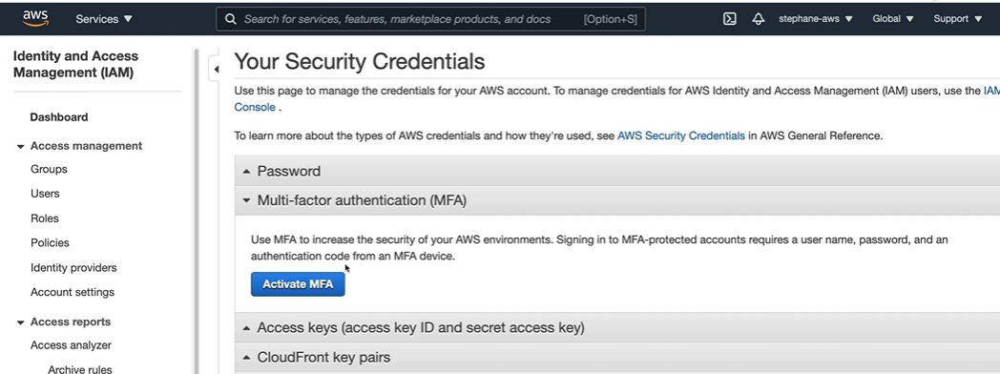 aws Services ▼ Search for services, features, marketplace products, and docs [Option+S] stephane-aws ▼ Global ▼ Support ▼
Identity and Access
Management (IAM)
Dashboard
Access management
Groups
Users
Roles
Policies
Identity providers
Account settings
Access reports
Access analyzer
Archive rules
Your Security Credentials
Use this page to manage the credentials for your AWS account. To manage credentials for AWS Identity and Access Management (IAM) users, use the IAM
Console .
To learn more about the types of AWS credentials and how they're used, see AWS Security Credentials in AWS General Reference.
Password
Multi-factor authentication (MFA)
Use MFA to increase the security of your AWS environments. Signing in to MFA-protected accounts requires a user name, password, and an
authentication code from an MFA device.
Activate MFA
Access keys (access key ID and secret access key)
CloudFront key pairs